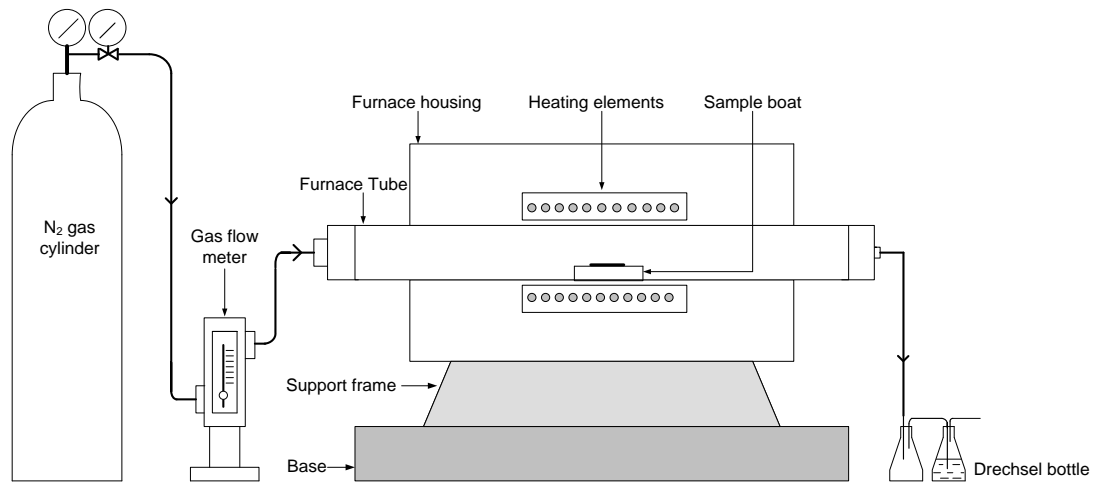 Furnace housing
Heating elements
Sample boat
Furnace Tube
N₂ gas
cylinder
Gas flow
meter
Support frame
Base
Drechsel bottle